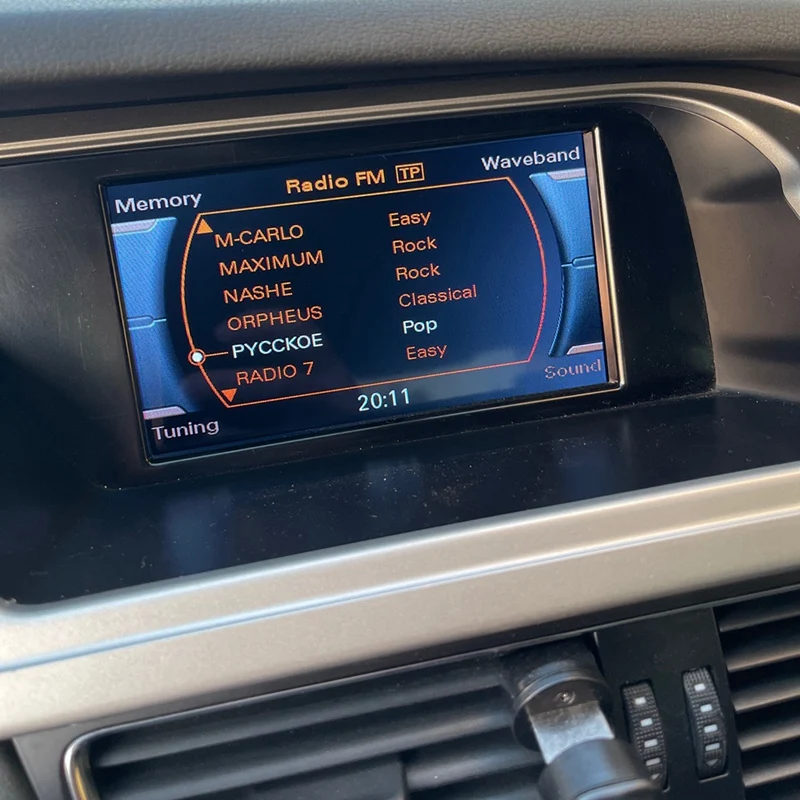 Memory
Radio FM TP
Waveband
M-CARLO Easy
MAXIMUM Rock
NASHE Rock
ORPHEUS Classical
PYCCKOE Pop
RADIO 7 Easy
Tuning
20:11
Sound